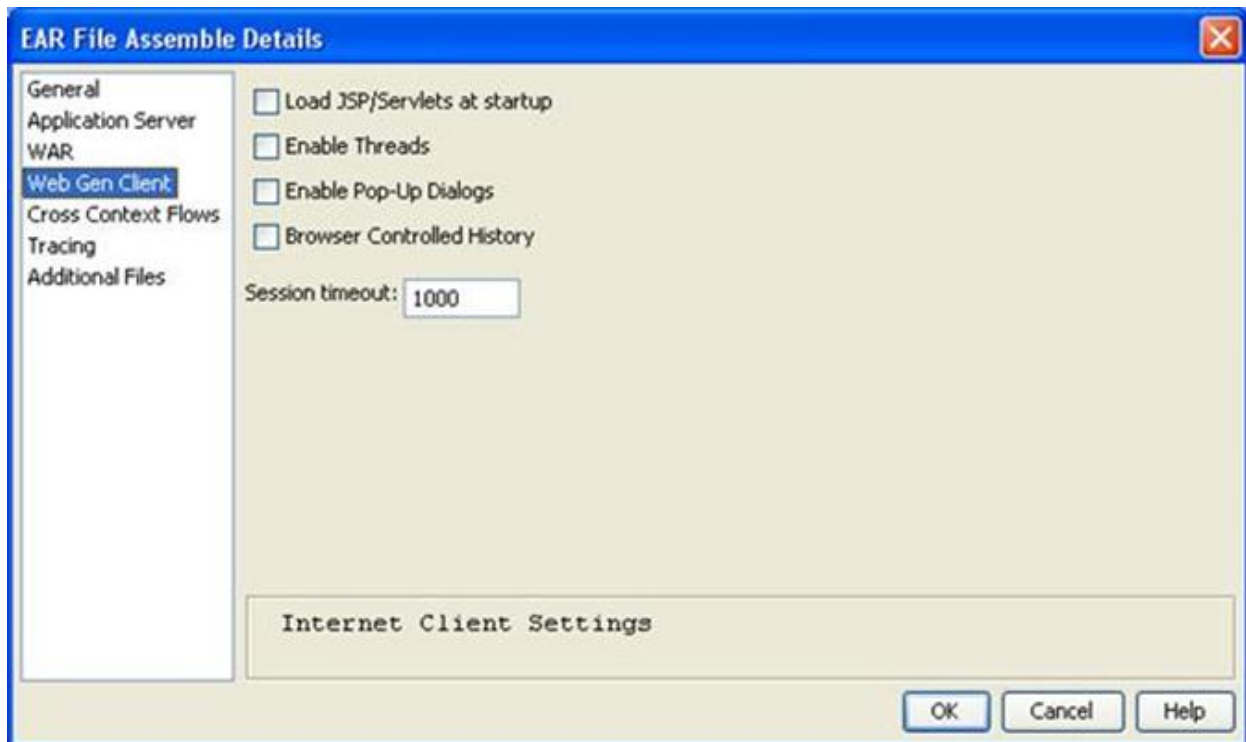 EAR File Assemble Details
General
Application Server
WAR
Web Gen Client
Cross Context Flows
Tracing
Additional Files
Load JSP/Servlets at startup
Enable Threads
Enable Pop-Up Dialogs
Browser Controlled History
Session timeout: 1000
Internet Client Settings
OK Cancel Help